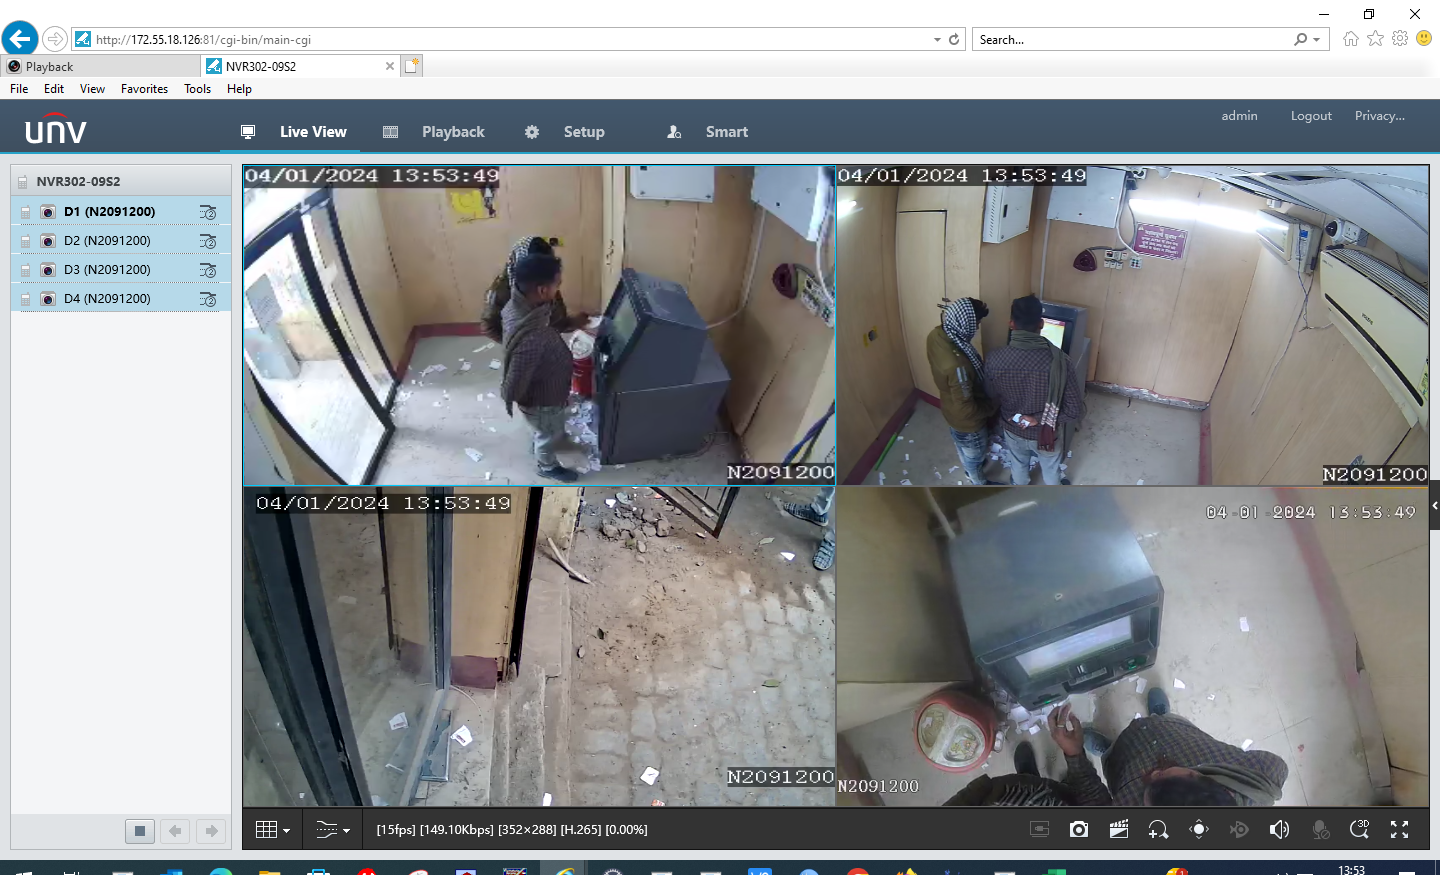 http://172.55.18.126:81/cgi-bin/main-cgi
Search...
Playback
NVR302-09S2
File Edit View Favorites Tools Help
unv
Live View
Playback
Setup
Smart
admin
Logout
Privacy...
NVR302-09S2
D1 (N2091200)
D2 (N2091200)
D3 (N2091200)
D4 (N2091200)
04/01/2024 13:53:49
N2091200
04/01/2024 13:53:49
N2091200
04/01/2024 13:53:49
N2091200
04-01-2024 13:53:49
N2091200
[15fps] [149.10Kbps] [352×288] [H.265] [0.00%]
3D
13:53